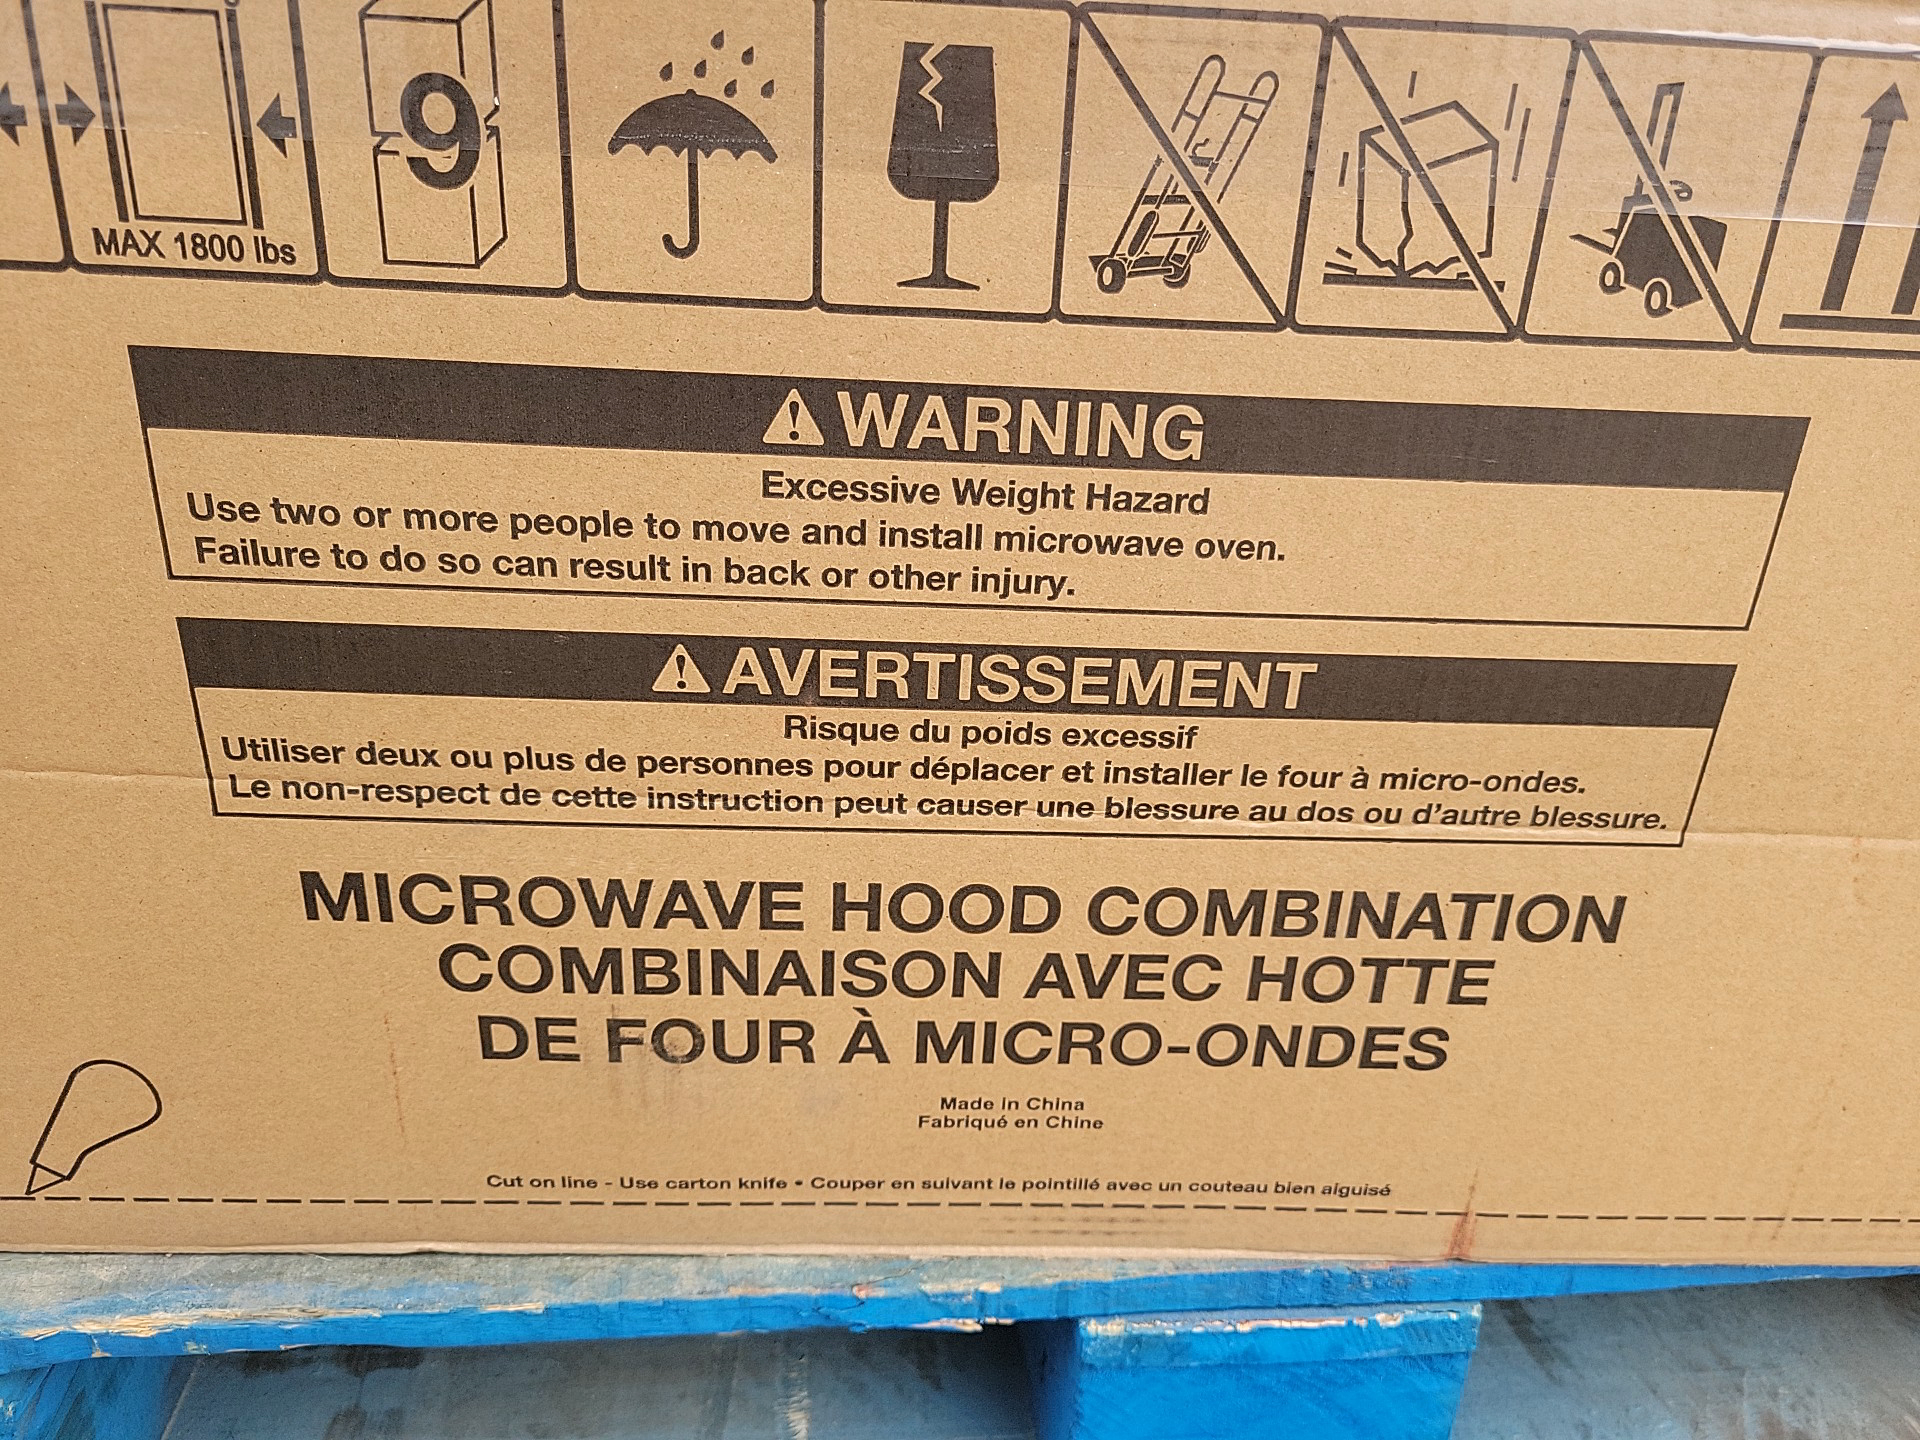 MAX 1800 lbs
9
WARNING
Excessive Weight Hazard
Use two or more people to move and install microwave oven.
Failure to do so can result in back or other injury.
AVERTISSEMENT
Risque du poids excessif
Utiliser deux ou plus de personnes pour déplacer et installer le four à micro-ondes.
Le non-respect de cette instruction peut causer une blessure au dos ou d'autre blessure.
MICROWAVE HOOD COMBINATION
COMBINAISON AVEC HOTTE
DE FOUR À MICRO-ONDES
Made in China
Fabriqué en Chine
Cut on line - Use carton knife • Couper en suivant le pointillé avec un couteau bien aiguisé